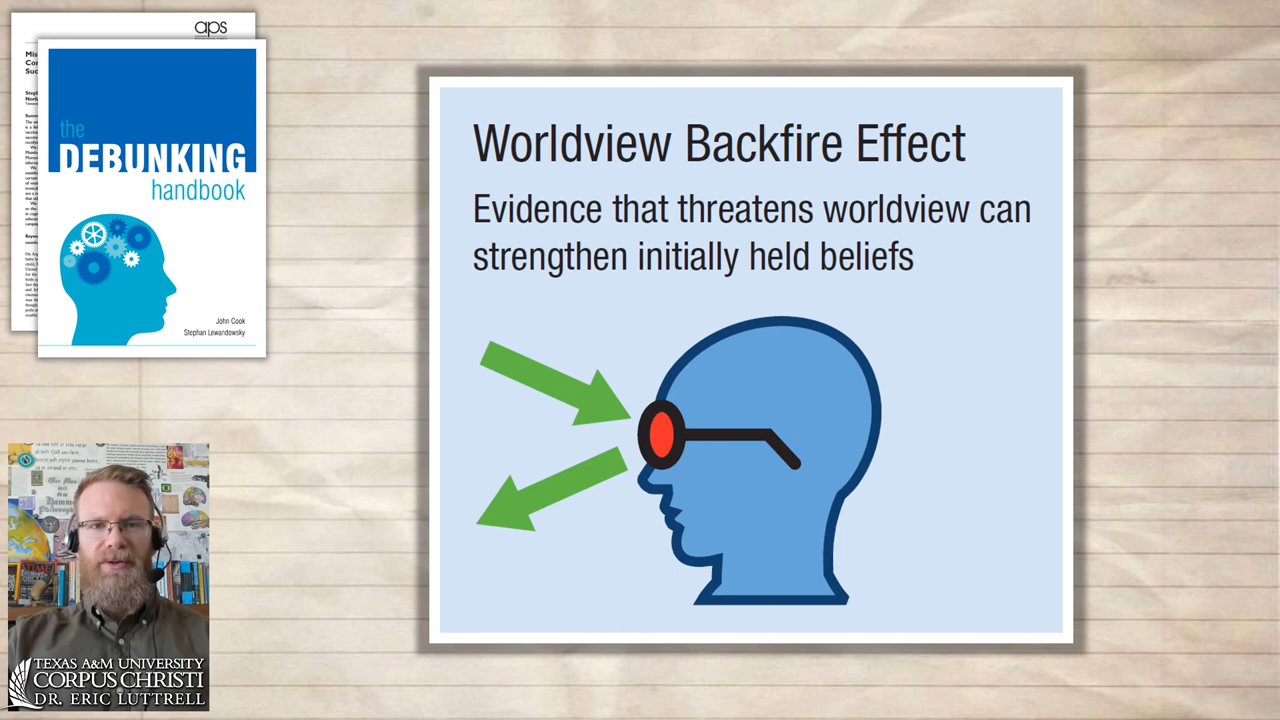 aps
the
DEBUNKING
handbook
John Cook
Stephan Lewandowsky
Worldview Backfire Effect
Evidence that threatens worldview can
strengthen initially held beliefs
TIME
TEXAS A&M UNIVERSITY
CORPUS CHRISTI
DR. ERIC LUTTRELL